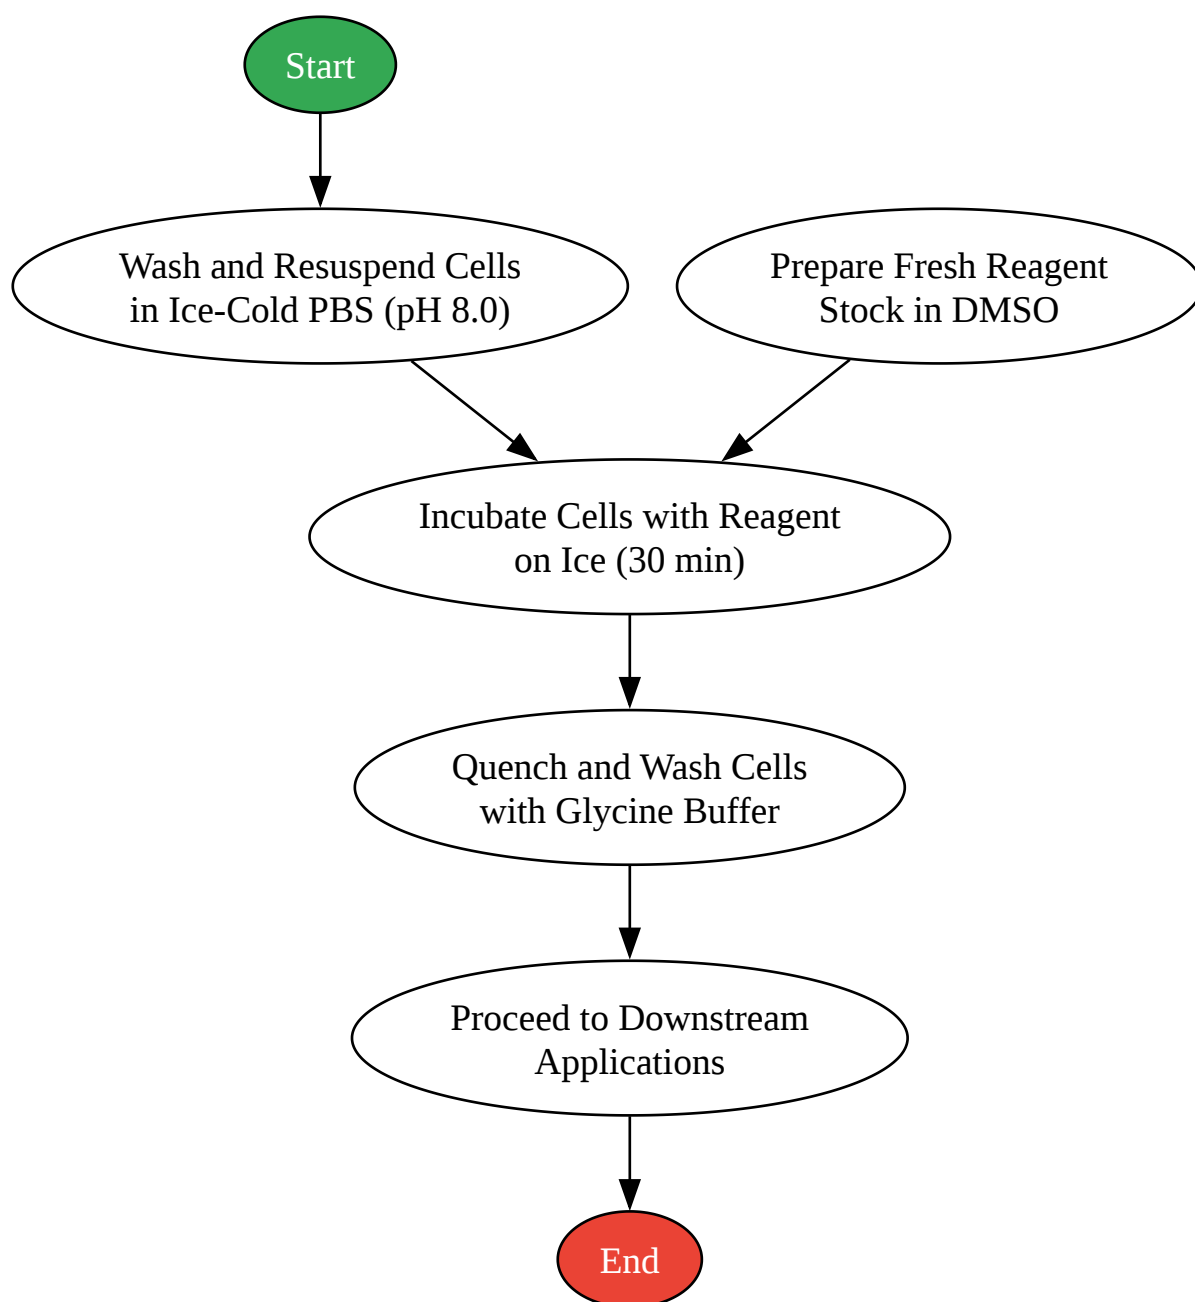 Start
Wash and Resuspend Cells
in Ice-Cold PBS (pH 8.0)
Prepare Fresh Reagent
Stock in DMSO
Incubate Cells with Reagent
on Ice (30 min)
Quench and Wash Cells
with Glycine Buffer
Proceed to Downstream
Applications
End